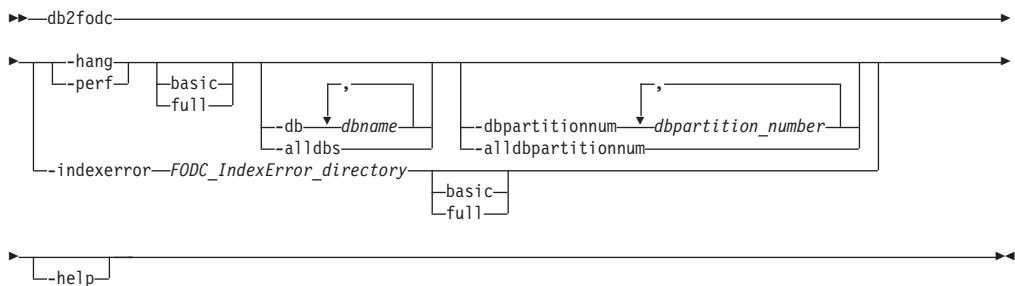 db2fodc
-hang
-perf
basic
full
,
-db dbname
-alldbs
,
-dbpartitionnum dbpartition_number
-alldbpartitionnum
-indexerror FODC_IndexError_directory
basic
full
-help